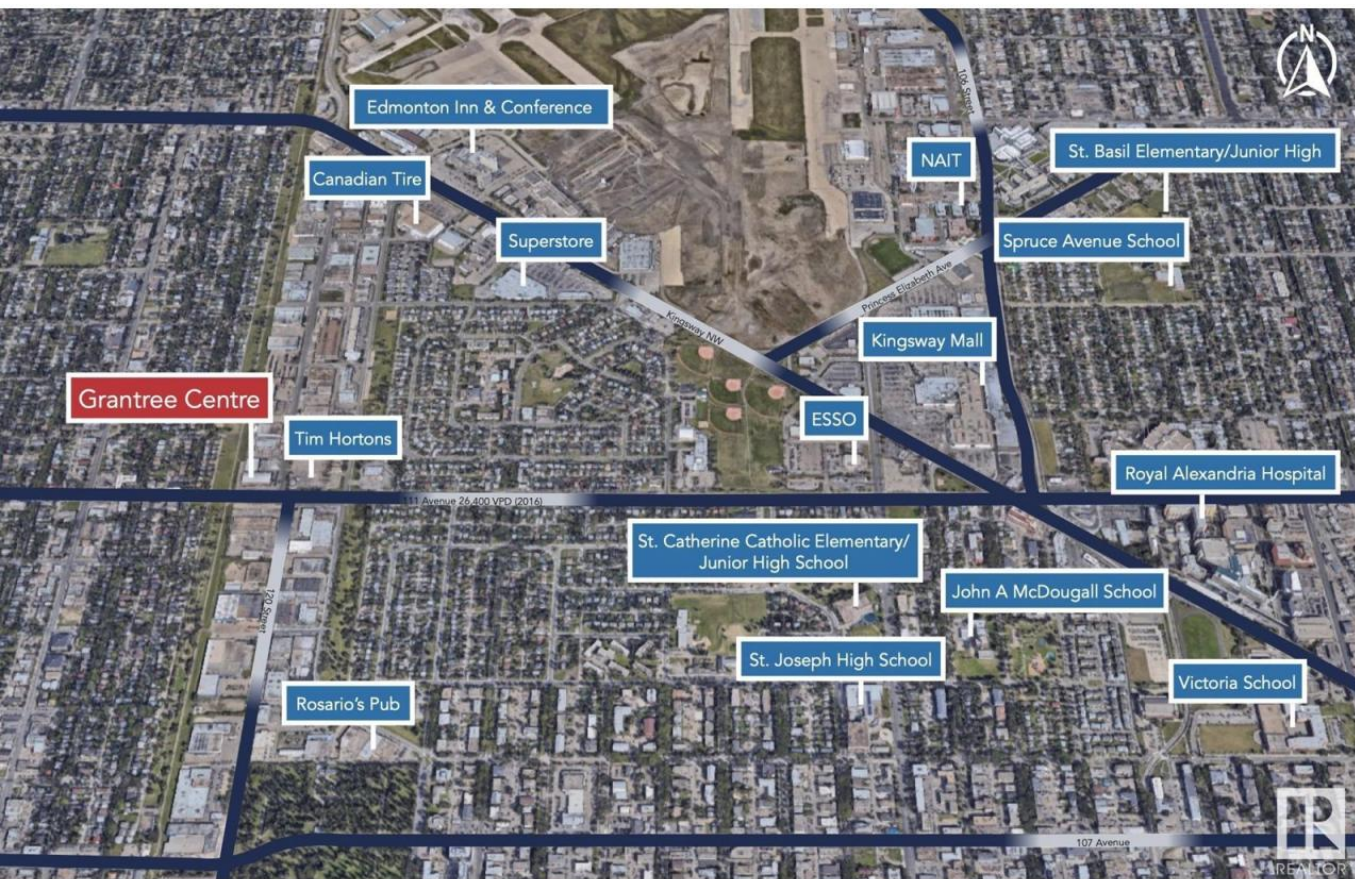 N
106 Street
Edmonton Inn & Conference
NAIT
St. Basil Elementary/Junior High
Canadian Tire
Superstore
Spruce Avenue School
Princess Elizabeth Ave
Kingsway NW
Kingsway Mall
Grantree Centre
Tim Hortons
ESSO
Royal Alexandria Hospital
111 Avenue 26,400 VPD (2016)
St. Catherine Catholic Elementary/
Junior High School
John A McDougall School
120 Street
St. Joseph High School
Victoria School
Rosario's Pub
107 Avenue
R
REALTOR